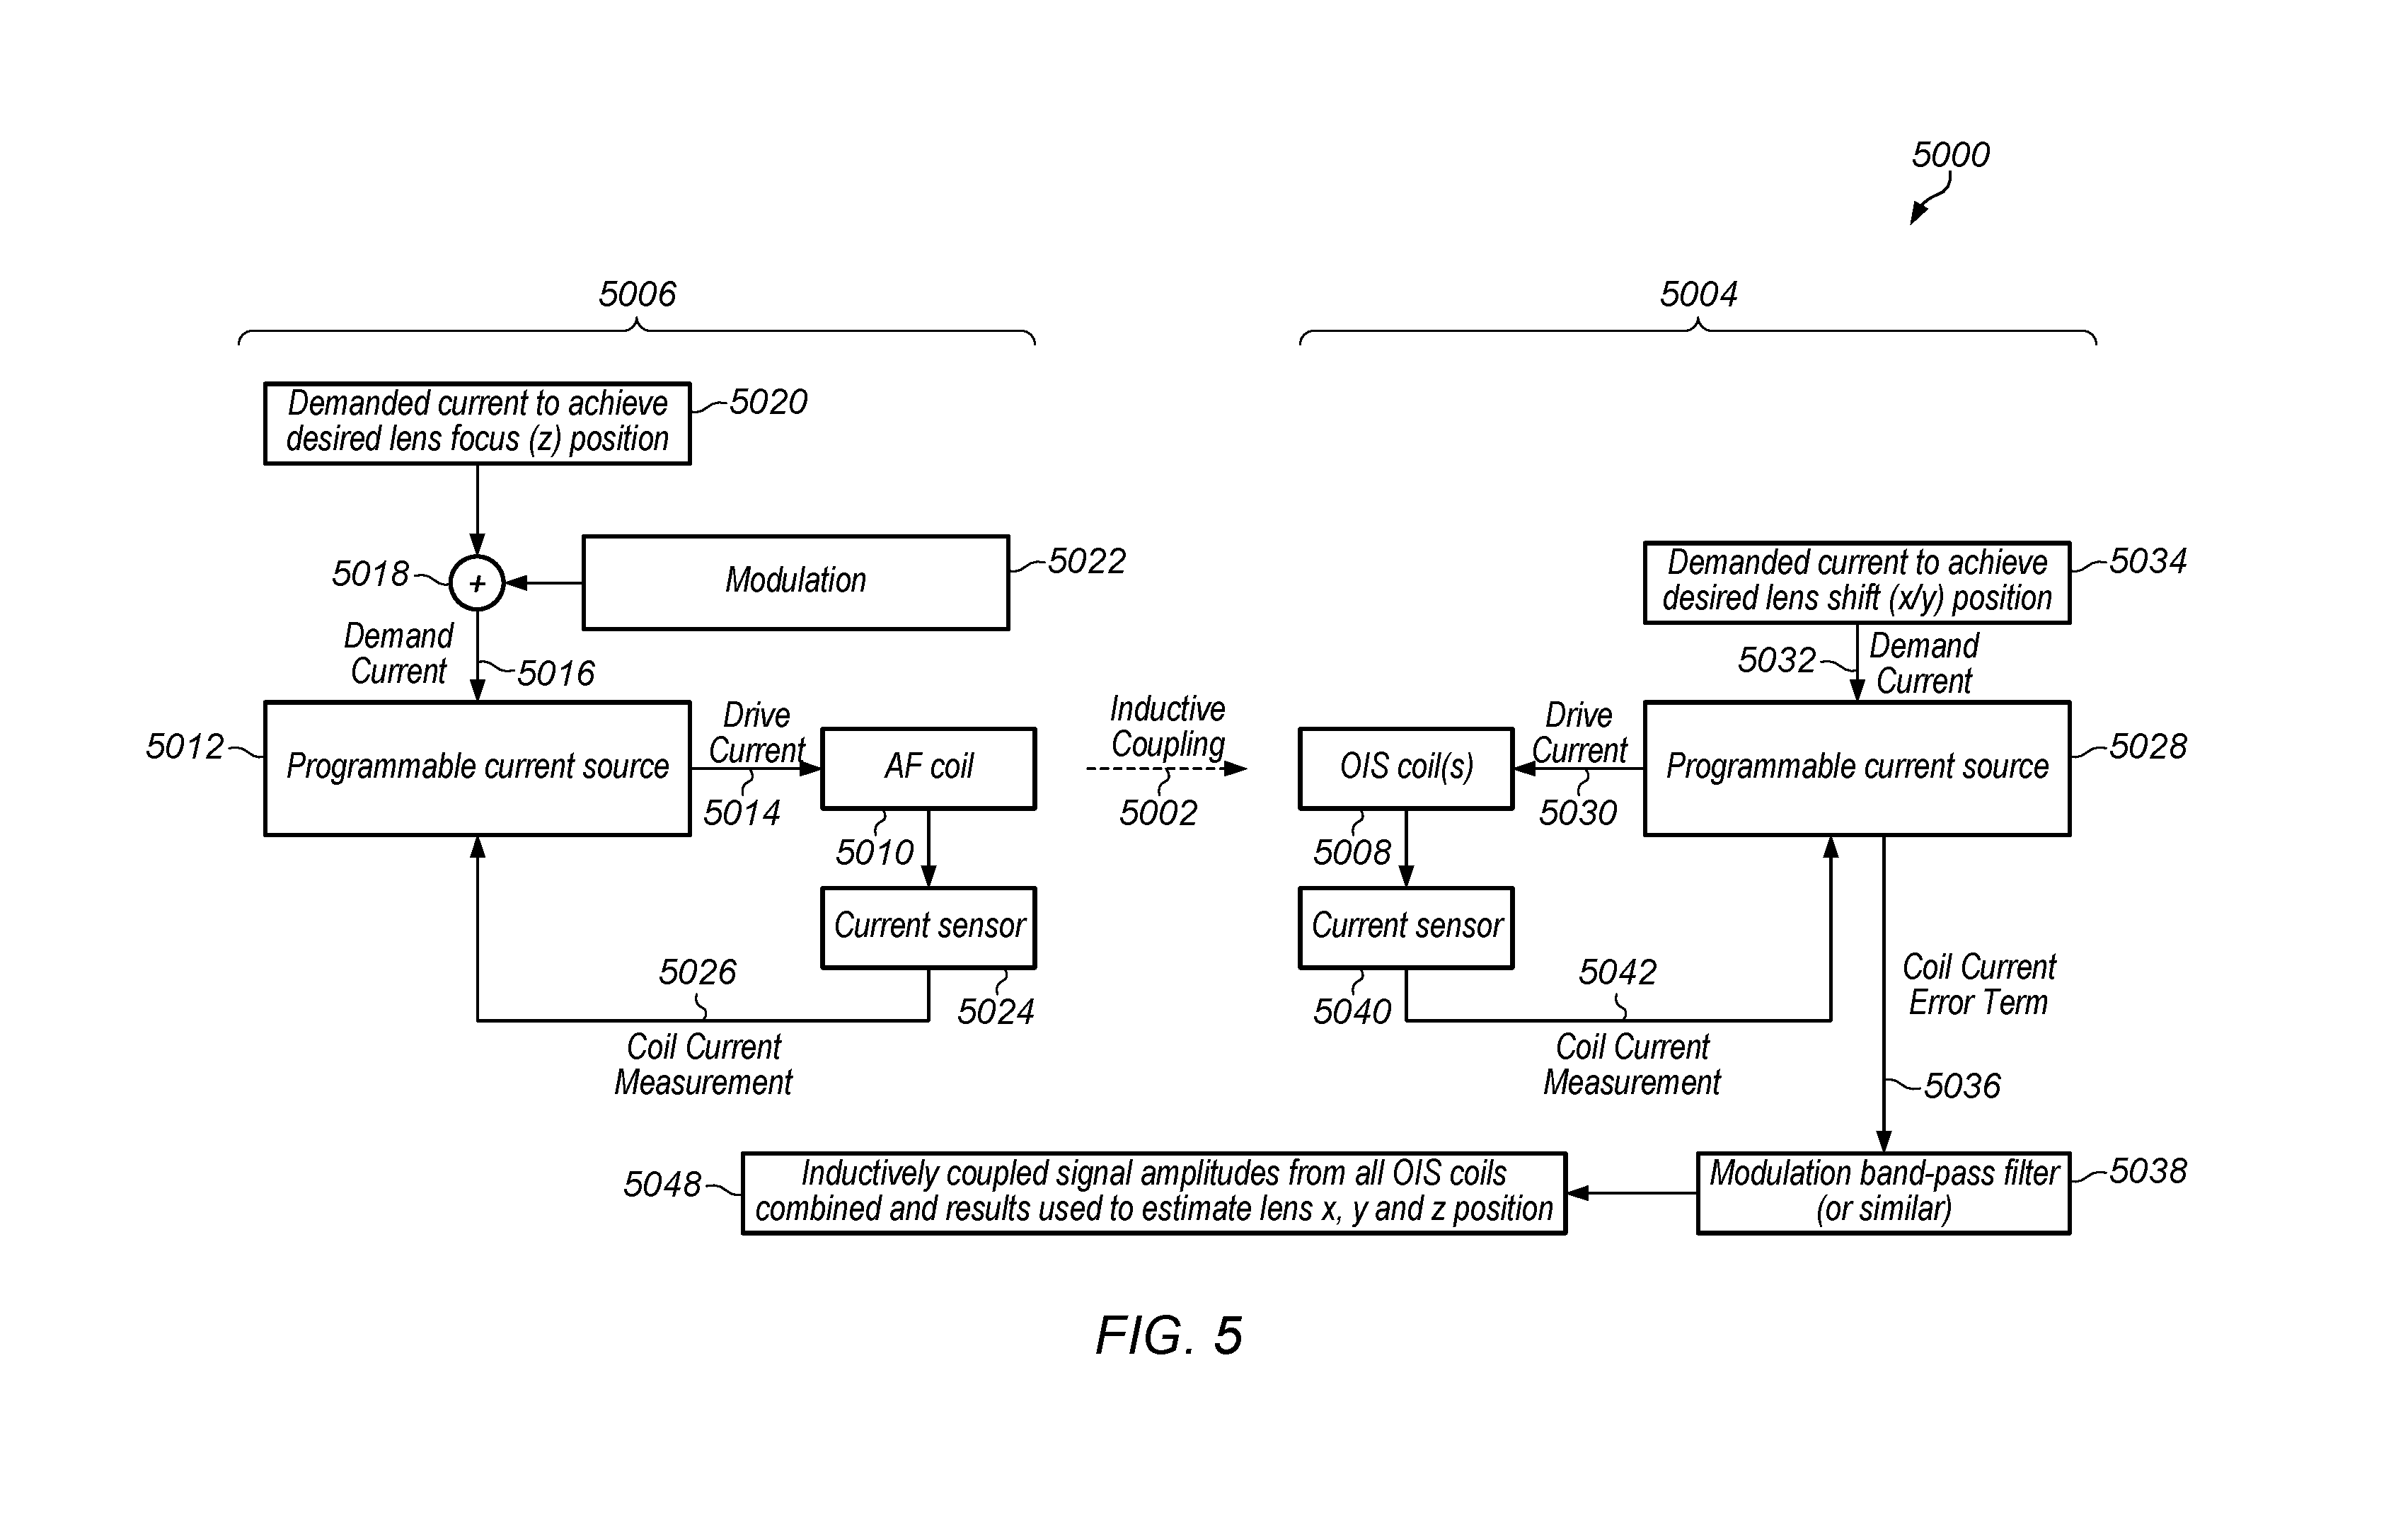 5000
5006
5004
Demanded current to achieve
desired lens focus (z) position
5020
5018
+
Modulation
5022
Demanded current to achieve
desired lens shift (x/y) position
5034
Demand
Current
5016
5032
Demand
Current
5012
Programmable current source
Drive
Current
5014
AF coil
5010
Inductive
Coupling
5002
OIS coil(s)
5008
Drive
Current
5030
Programmable current source
5028
Current sensor
5024
5026
Coil Current
Measurement
Current sensor
5040
5042
Coil Current
Measurement
Coil Current
Error Term
5036
5048
Inductively coupled signal amplitudes from all OIS coils
combined and results used to estimate lens x, y and z position
Modulation band-pass filter
(or similar)
5038
FIG. 5